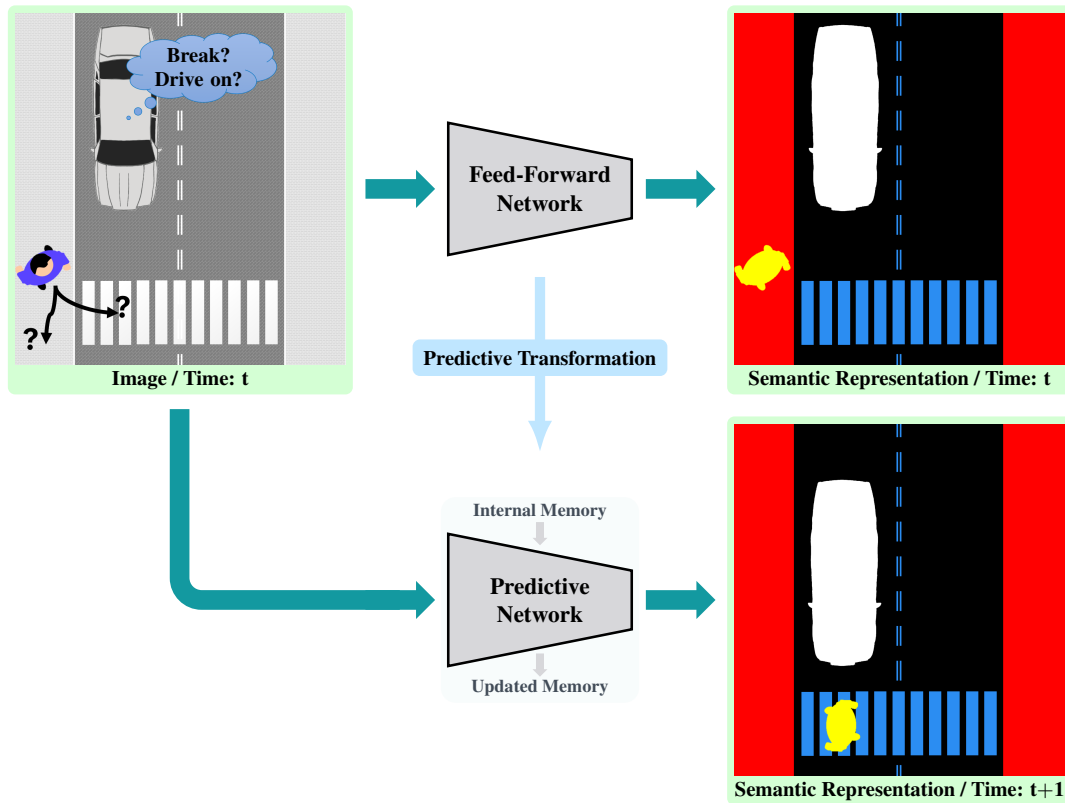 Break?
Drive on?
?
?
Image / Time: t
Feed-Forward
Network
Semantic Representation / Time: t
Predictive Transformation
Internal Memory
Predictive
Network
Updated Memory
Semantic Representation / Time: t+1